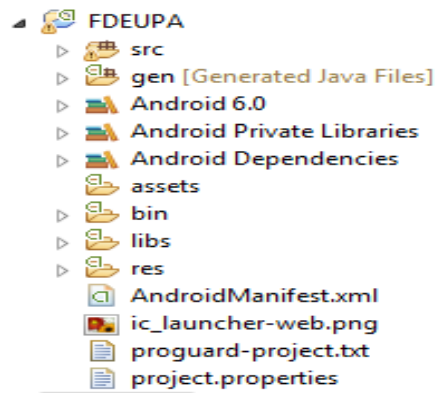 FDEUPA
src
gen [Generated Java Files]
Android 6.0
Android Private Libraries
Android Dependencies
assets
bin
libs
res
AndroidManifest.xml
ic_launcher-web.png
proguard-project.txt
project.properties